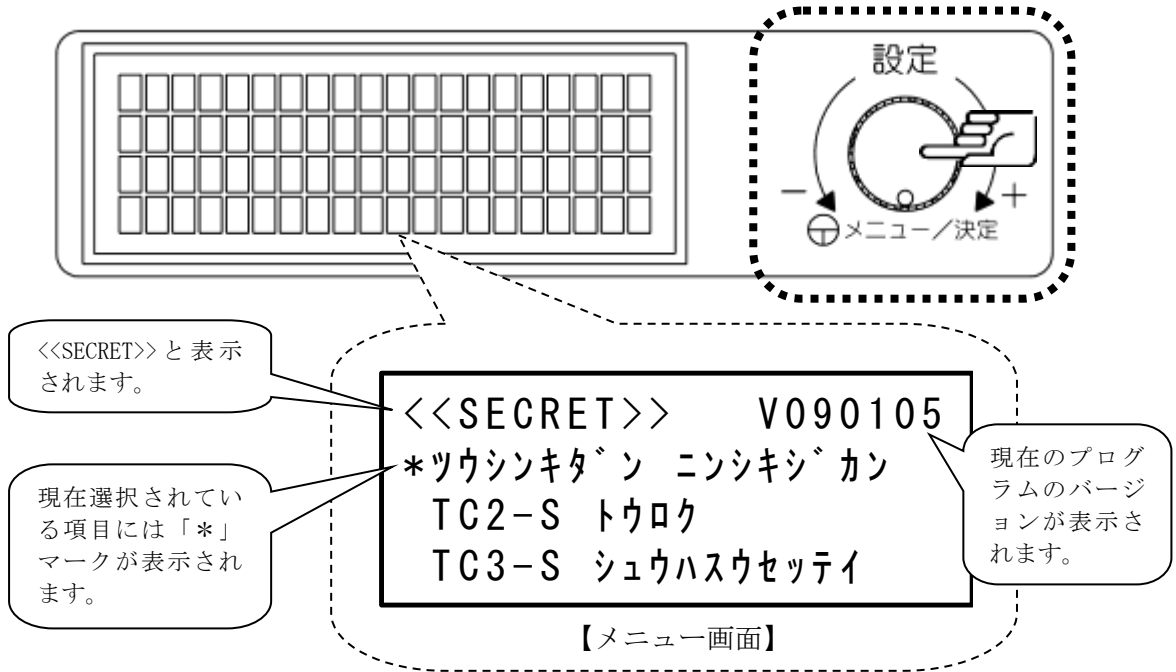 設定
－ ＋
メニュー／決定
<<SECRET>>と表示
されます。
<<SECRET>> V090105
*ツウシンキダン ニンシキジカン
TC2-S トウロク
TC3-S シュウハスウセッテイ
現在のプログ
ラムのバージ
ョンが表示さ
れます。
現在選択されてい
る項目には「＊」
マークが表示され
ます。
【メニュー画面】